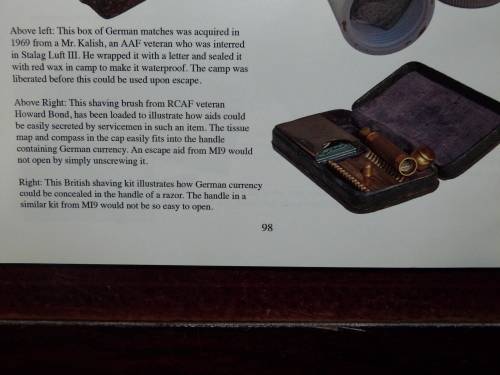 Above left: This box of German matches was acquired in
1969 from a Mr. Kalish, an AAF veteran who was interred
in Stalag Luft III. He wrapped it with a letter and sealed it
with red wax in camp to make it waterproof. The camp was
liberated before this could be used upon escape.
Above Right: This shaving brush from RCAF veteran
Howard Bond, has been loaded to illustrate how aids could
be easily secreted by servicemen in such an item. The tissue
map and compass in the cap easily fits into the handle
containing German currency. An escape aid from MI9 would
not open by simply unscrewing it.
Right: This British shaving kit illustrates how German currency
could be concealed in the handle of a razor. The handle in a
similar kit from MI9 would not be so easy to open.
98